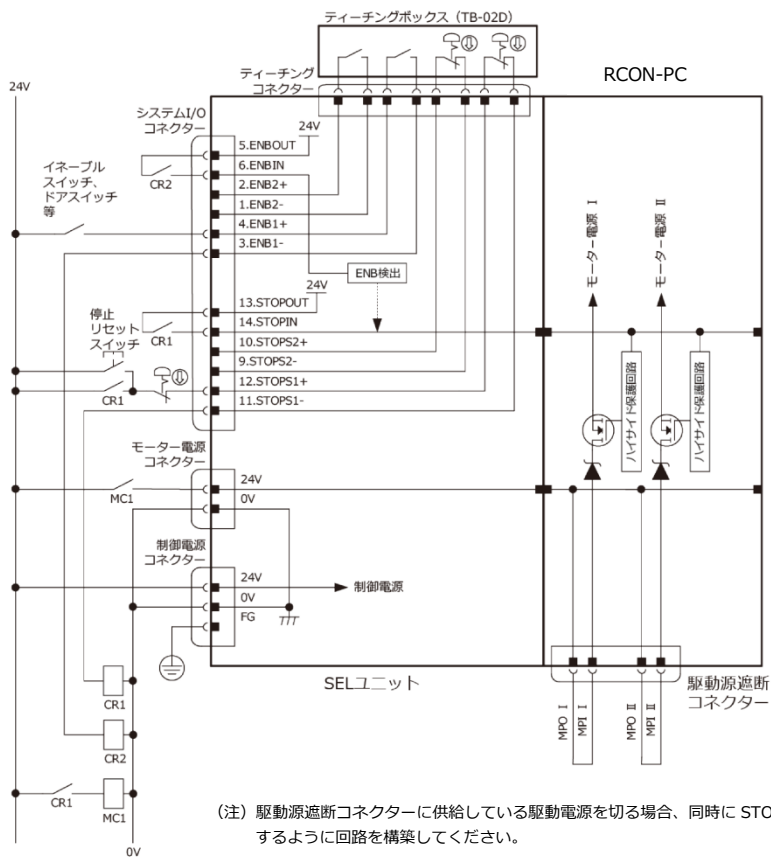 ティーチングボックス（TB-02D）
ティーチング
コネクター
RCON-PC
24V
システムI/O
コネクター
24V
5.ENBOUT
6.ENBIN
2.ENB2+
1.ENB2-
4.ENB1+
3.ENB1-
CR2
イネーブル
スイッチ、
ドアスイッチ
等
ENB検出
24V
13.STOPOUT
14.STOPIN
10.STOPS2+
9.STOPS2-
12.STOPS1+
11.STOPS1-
停止
リセット
スイッチ
CR1
CR1
モーター電源 Ⅰ
モーター電源 Ⅱ
ハイサイド保護回路
ハイサイド保護回路
モーター電源
コネクター
24V
0V
MC1
制御電源
コネクター
24V
0V
FG
制御電源
SELユニット
駆動源遮断
コネクター
MPO Ⅰ
MPI Ⅰ
MPO Ⅱ
MPI Ⅱ
CR1
CR2
CR1
MC1
0V
（注）駆動源遮断コネクターに供給している駆動電源を切る場合、同時に STO
するように回路を構築してください。